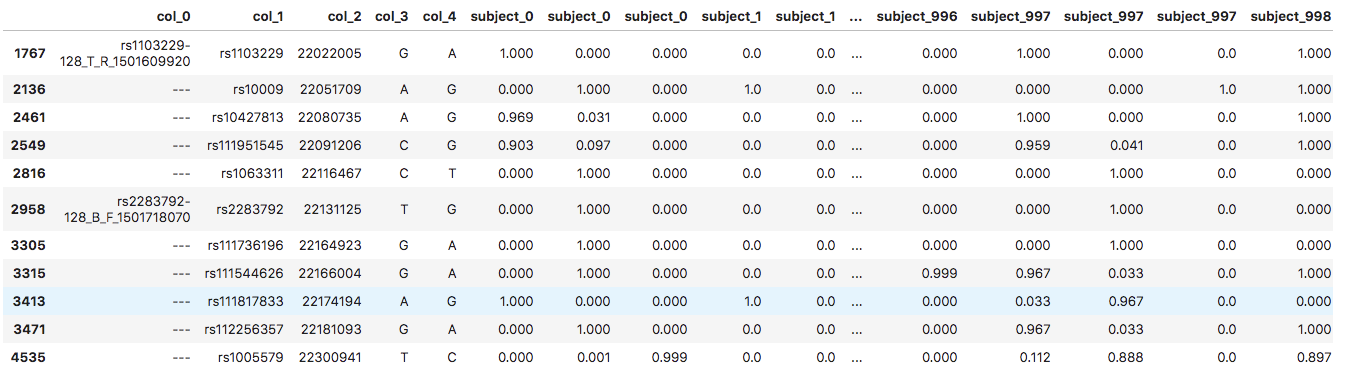 col_0 col_1 col_2 col_3 col_4 subject_0 subject_0 subject_0 subject_1 subject_1 ... subject_996 subject_997 subject_997 subject_997 subject_998
1767 rs1103229-128_T_R_1501609920 rs1103229 22022005 G A 1.000 0.000 0.000 0.0 0.0 ... 0.000 1.000 0.000 0.0 1.000
2136 --- rs10009 22051709 A G 0.000 1.000 0.000 1.0 0.0 ... 0.000 0.000 0.000 1.0 1.000
2461 --- rs10427813 22080735 A G 0.969 0.031 0.000 0.0 0.0 ... 0.000 1.000 0.000 0.0 1.000
2549 --- rs111951545 22091206 C G 0.903 0.097 0.000 0.0 0.0 ... 0.000 0.959 0.041 0.0 1.000
2816 --- rs1063311 22116467 C T 0.000 1.000 0.000 0.0 0.0 ... 0.000 0.000 1.000 0.0 0.000
2958 rs2283792-128_B_F_1501718070 rs2283792 22131125 T G 0.000 1.000 0.000 0.0 0.0 ... 0.000 0.000 1.000 0.0 0.000
3305 --- rs111736196 22164923 G A 0.000 1.000 0.000 0.0 0.0 ... 0.000 0.000 1.000 0.0 0.000
3315 --- rs111544626 22166004 G A 0.000 1.000 0.000 0.0 0.0 ... 0.999 0.967 0.033 0.0 1.000
3413 --- rs111817833 22174194 A G 1.000 0.000 0.000 1.0 0.0 ... 0.000 0.033 0.967 0.0 0.000
3471 --- rs112256357 22181093 G A 0.000 1.000 0.000 0.0 0.0 ... 0.000 0.967 0.033 0.0 1.000
4535 --- rs1005579 22300941 T C 0.000 0.001 0.999 0.0 0.0 ... 0.000 0.112 0.888 0.0 0.897